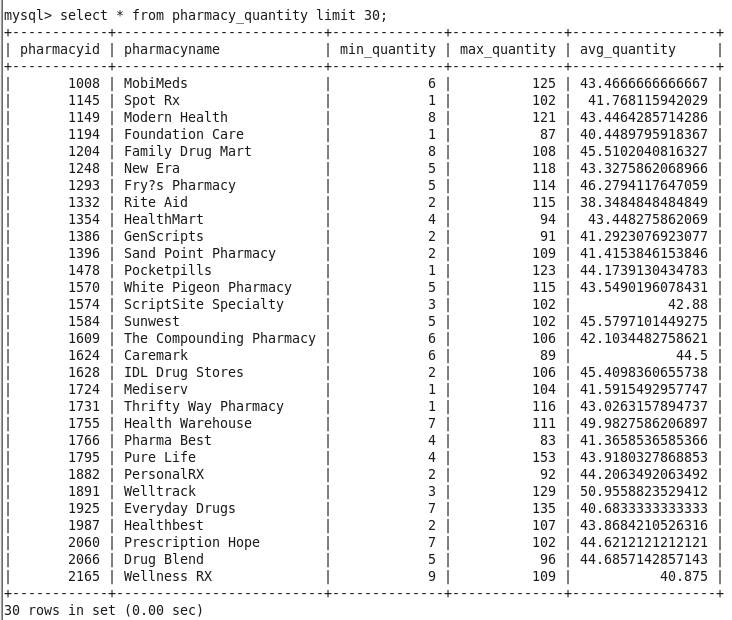 mysql> select * from pharmacy_quantity limit 30;
+-----------+-------------------------+--------------+--------------+------------------+
| pharmacyid | pharmacyname | min_quantity | max_quantity | avg_quantity |
+-----------+-------------------------+--------------+--------------+------------------+
| 1008 | MobiMeds | 6 | 125 | 43.4666666666667 |
| 1145 | Spot Rx | 1 | 102 | 41.768115942029 |
| 1149 | Modern Health | 8 | 121 | 43.4464285714286 |
| 1194 | Foundation Care | 1 | 87 | 40.4489795918367 |
| 1204 | Family Drug Mart | 8 | 108 | 45.5102040816327 |
| 1248 | New Era | 5 | 118 | 43.3275862068966 |
| 1293 | Fry?s Pharmacy | 5 | 114 | 46.2794117647059 |
| 1332 | Rite Aid | 2 | 115 | 38.3484848484849 |
| 1354 | HealthMart | 4 | 94 | 43.448275862069 |
| 1386 | GenScripts | 2 | 91 | 41.2923076923077 |
| 1396 | Sand Point Pharmacy | 2 | 109 | 41.4153846153846 |
| 1478 | Pocketpills | 1 | 123 | 44.1739130434783 |
| 1570 | White Pigeon Pharmacy | 5 | 115 | 43.5490196078431 |
| 1574 | ScriptSite Specialty | 3 | 102 | 42.88 |
| 1584 | Sunwest | 5 | 102 | 45.5797101449275 |
| 1609 | The Compounding Pharmacy | 6 | 106 | 42.1034482758621 |
| 1624 | Caremark | 6 | 89 | 44.5 |
| 1628 | IDL Drug Stores | 2 | 106 | 45.4098360655738 |
| 1724 | Mediserv | 1 | 104 | 41.5915492957747 |
| 1731 | Thrifty Way Pharmacy | 1 | 116 | 43.0263157894737 |
| 1755 | Health Warehouse | 7 | 111 | 49.9827586206897 |
| 1766 | Pharma Best | 4 | 83 | 41.3658536585366 |
| 1795 | Pure Life | 4 | 153 | 43.9180327868853 |
| 1882 | PersonalRX | 2 | 92 | 44.2063492063492 |
| 1891 | Welltrack | 3 | 129 | 50.9558823529412 |
| 1925 | Everyday Drugs | 7 | 135 | 40.6833333333333 |
| 1987 | Healthbest | 2 | 107 | 43.8684210526316 |
| 2060 | Prescription Hope | 7 | 102 | 44.6212121212121 |
| 2066 | Drug Blend | 5 | 96 | 44.6857142857143 |
| 2165 | Wellness RX | 9 | 109 | 40.875 |
+-----------+-------------------------+--------------+--------------+------------------+
30 rows in set (0.00 sec)